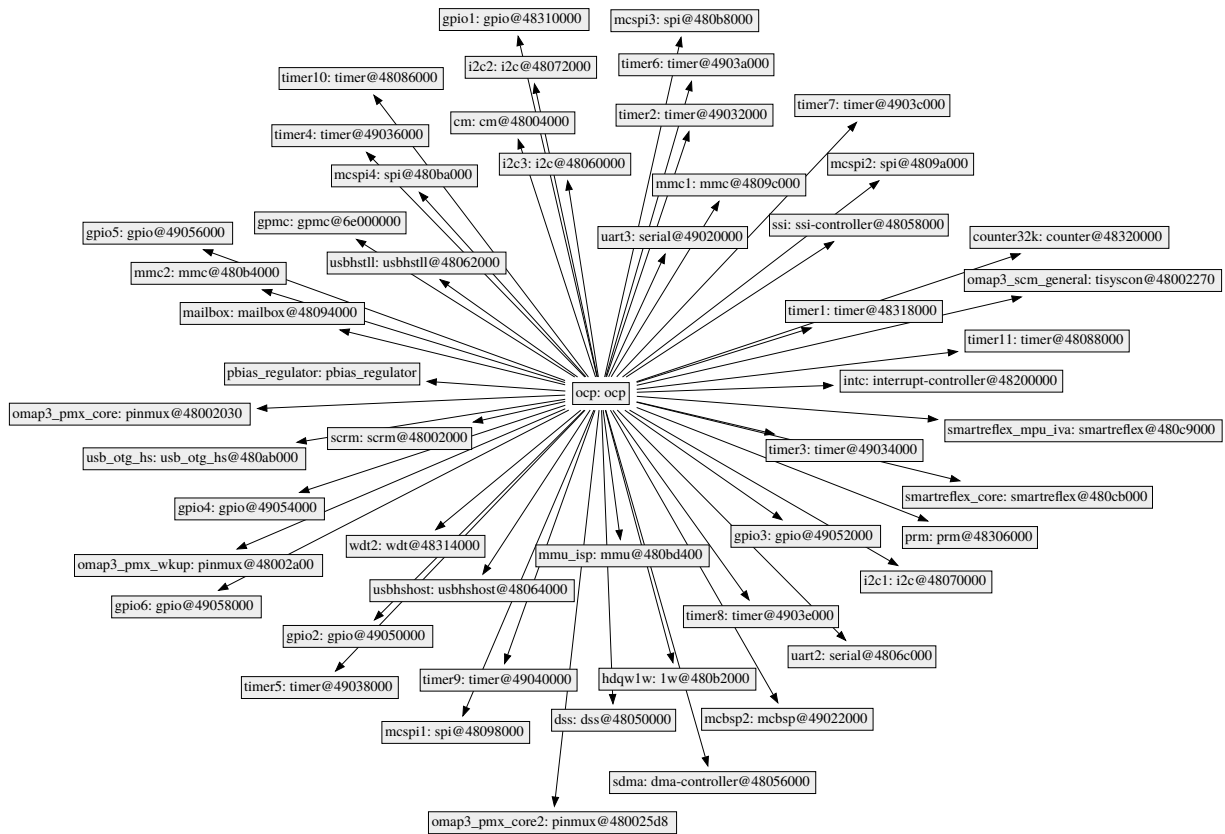 gpio1: gpio@48310000
mcspi3: spi@480b8000
i2c2: i2c@48072000
timer6: timer@4903a000
timer10: timer@48086000
timer7: timer@4903c000
cm: cm@48004000
timer2: timer@49032000
timer4: timer@49036000
i2c3: i2c@48060000
mcspi2: spi@4809a000
mcspi4: spi@480ba000
mmc1: mmc@4809c000
gpmc: gpmc@6e000000
ssi: ssi-controller@48058000
gpio5: gpio@49056000
uart3: serial@49020000
counter32k: counter@48320000
usbhstll: usbhstll@48062000
mmc2: mmc@480b4000
omap3_scm_general: tisyscon@48002270
mailbox: mailbox@48094000
timer1: timer@48318000
timer11: timer@48088000
pbias_regulator: pbias_regulator
intc: interrupt-controller@48200000
ocp: ocp
omap3_pmx_core: pinmux@48002030
smartreflex_mpu_iva: smartreflex@480c9000
scrm: scrm@48002000
timer3: timer@49034000
usb_otg_hs: usb_otg_hs@480ab000
smartreflex_core: smartreflex@480cb000
gpio4: gpio@49054000
gpio3: gpio@49052000
prm: prm@48306000
wdt2: wdt@48314000
mmu_isp: mmu@480bd400
omap3_pmx_wkup: pinmux@48002a00
i2c1: i2c@48070000
usbhshost: usbhshost@48064000
gpio6: gpio@49058000
timer8: timer@4903e000
gpio2: gpio@49050000
uart2: serial@4806c000
timer9: timer@49040000
hdqw1w: 1w@480b2000
timer5: timer@49038000
dss: dss@48050000
mcbsp2: mcbsp@49022000
mcspi1: spi@48098000
sdma: dma-controller@48056000
omap3_pmx_core2: pinmux@480025d8